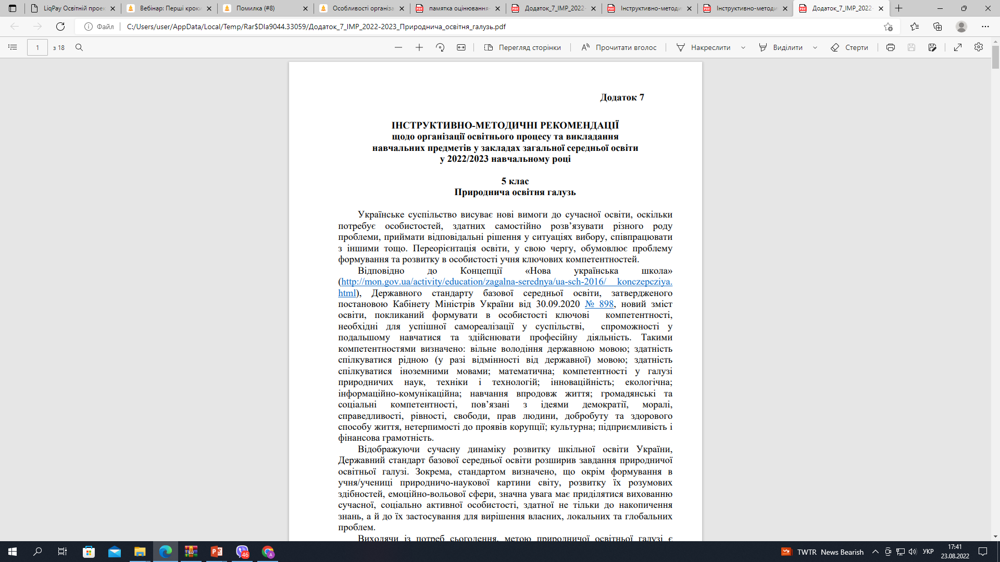 LiqPay Освітній проек
Вебінар: Перші кроки
Помилка (#8)
Особливості організа
памятка оцінювання-
Додаток_7_ІМР_2022-
Інструктивно-методи
Інструктивно-методи
Додаток_7_ІМР_2022-
Файл
C:/Users/user/AppData/Local/Temp/Rar$DIa9044.33059/Додаток_7_ІМР_2022-2023_Природнича_освітня_галузь.pdf
1 з 18
Перегляд сторінки
Прочитати вголос
Накреслити
Виділити
Стерти
Додаток 7
ІНСТРУКТИВНО-МЕТОДИЧНІ РЕКОМЕНДАЦІЇ
щодо організації освітнього процесу та викладання
навчальних предметів у закладах загальної середньої освіти
у 2022/2023 навчальному році
5 клас
Природнича освітня галузь
Українське суспільство висуває нові вимоги до сучасної освіти, оскільки
потребує особистостей, здатних самостійно розв’язувати різного роду
проблеми, приймати відповідальні рішення у ситуаціях вибору, співпрацювати
з іншими тощо. Переорієнтація освіти, у свою чергу, обумовлює проблему
формування та розвитку в особистості учня ключових компетентностей.
Відповідно до Концепції «Нова українська школа»
(http://mon.gov.ua/activity/education/zagalna-serednya/ua-sch-2016/ konczepcziya.
html), Державного стандарту базової середньої освіти, затвердженого
постановою Кабінету Міністрів України від 30.09.2020 № 898, новий зміст
освіти, покликаний формувати в особистості ключові компетентності,
необхідні для успішної самореалізації у суспільстві, спроможності у
подальшому навчатися та здійснювати професійну діяльність. Такими
компетентностями визначено: вільне володіння державною мовою; здатність
спілкуватися рідною (у разі відмінності від державної) мовою; здатність
спілкуватися іноземними мовами; математична; компетентності у галузі
природничих наук, техніки і технологій; інноваційність; екологічна;
інформаційно-комунікаційна; навчання впродовж життя; громадянські та
соціальні компетентності, пов’язані з ідеями демократії, моралі,
справедливості, рівності, свободи, прав людини, добробуту та здорового
способу життя, нетерпимості до проявів корупції; культурна; підприємливість і
фінансова грамотність.
Відображуючи сучасну динаміку розвитку шкільної освіти України,
Державний стандарт базової середньої освіти розширив завдання природничої
освітньої галузі. Зокрема, стандартом визначено, що окрім формування в
учня/учениці природничо-наукової картини світу, розвитку їх розумових
здібностей, емоційно-вольової сфери, значна увага має приділятися вихованню
сучасної, соціально активної особистості, здатної не тільки до накопичення
знань, а й до їх застосування для вирішення власних, локальних та глобальних
проблем.
Виходячи із потреб сьогодення, метою природничої освітньої галузі є
46
A
TWTR News Bearish
УКР
17:41
23.08.2022